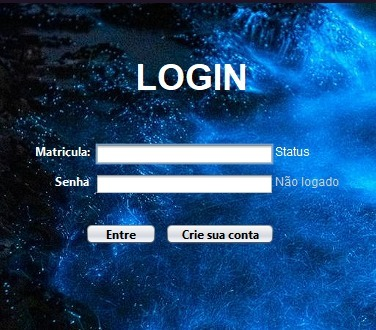 LOGIN
Matricula: Status
Senha Não logado
Entre Crie sua conta